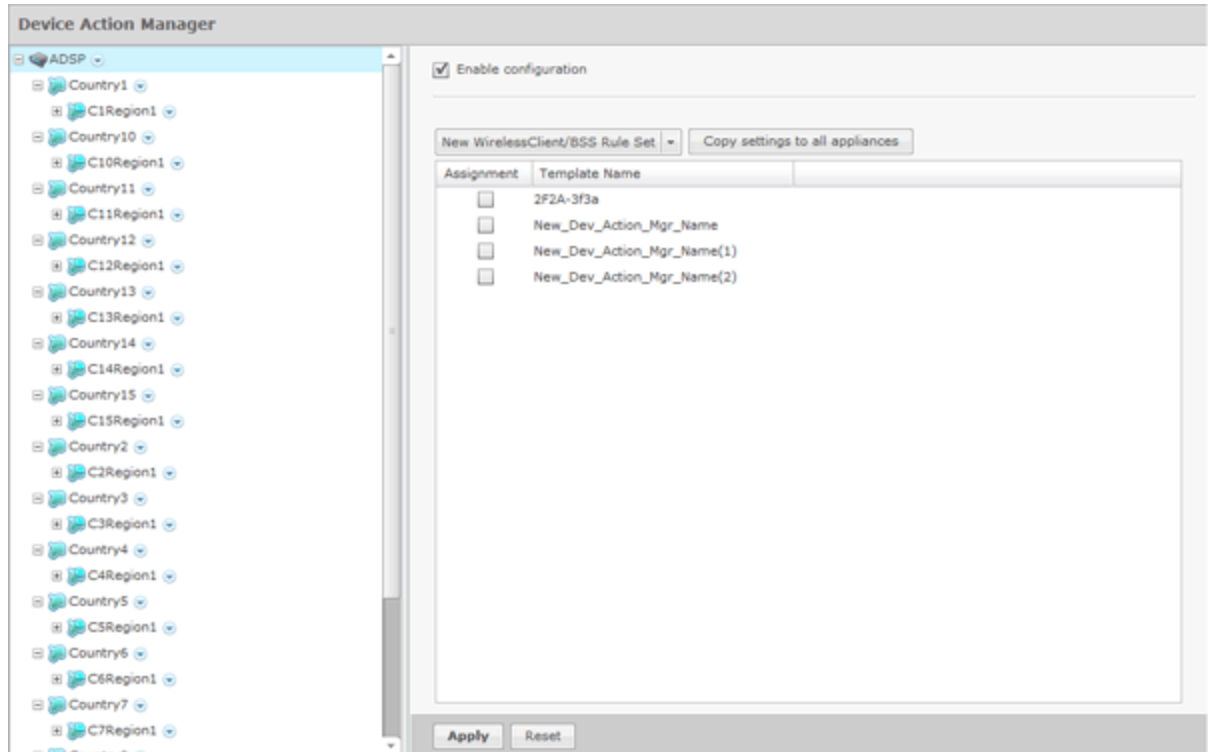 Device Action Manager
ADSP
Country1
C1Region1
Country10
C10Region1
Country11
C11Region1
Country12
C12Region1
Country13
C13Region1
Country14
C14Region1
Country15
C15Region1
Country2
C2Region1
Country3
C3Region1
Country4
C4Region1
Country5
C5Region1
Country6
C6Region1
Country7
C7Region1
Enable configuration
New WirelessClient/BSS Rule Set
Copy settings to all appliances
Assignment Template Name
2F2A-3f3a
New_Dev_Action_Mgr_Name
New_Dev_Action_Mgr_Name(1)
New_Dev_Action_Mgr_Name(2)
Apply Reset